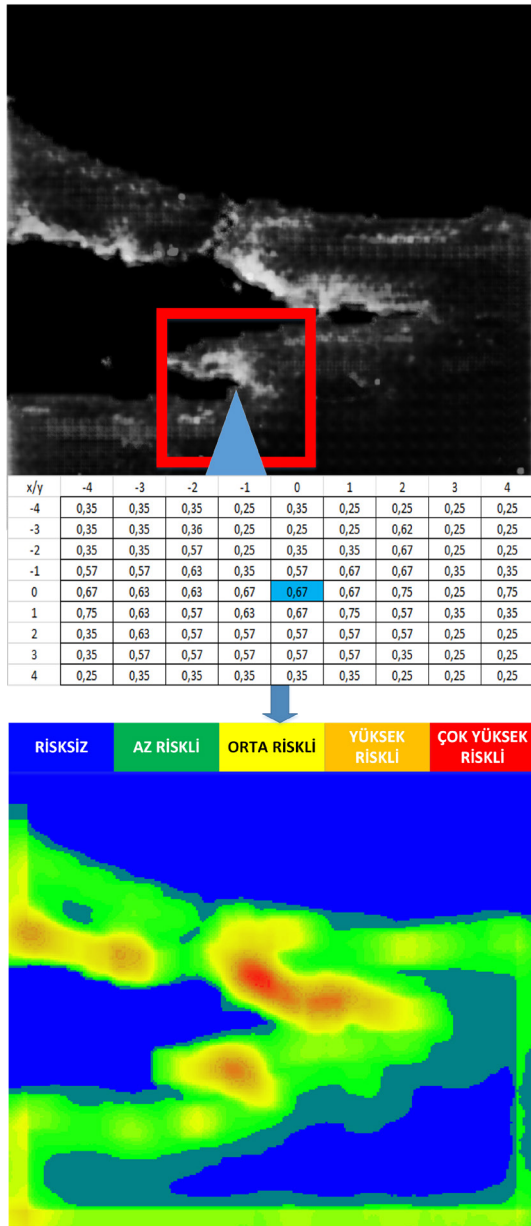 x/y -4 -3 -2 -1 0 1 2 3 4
-4 0,35 0,35 0,35 0,25 0,35 0,25 0,25 0,25 0,25
-3 0,35 0,35 0,36 0,25 0,25 0,25 0,62 0,25 0,25
-2 0,35 0,35 0,57 0,25 0,35 0,35 0,67 0,25 0,25
-1 0,57 0,57 0,63 0,35 0,57 0,67 0,67 0,35 0,35
0 0,67 0,63 0,63 0,67 0,67 0,67 0,75 0,25 0,75
1 0,75 0,63 0,57 0,63 0,67 0,75 0,57 0,35 0,35
2 0,35 0,63 0,57 0,57 0,57 0,57 0,57 0,25 0,25
3 0,35 0,57 0,57 0,57 0,57 0,57 0,35 0,25 0,25
4 0,25 0,35 0,35 0,35 0,35 0,35 0,25 0,25 0,25
RİSKSİZ AZ RİSKLİ ORTA RİSKLİ YÜKSEK ÇOK YÜKSEK
RİSKLİ RİSKLİ